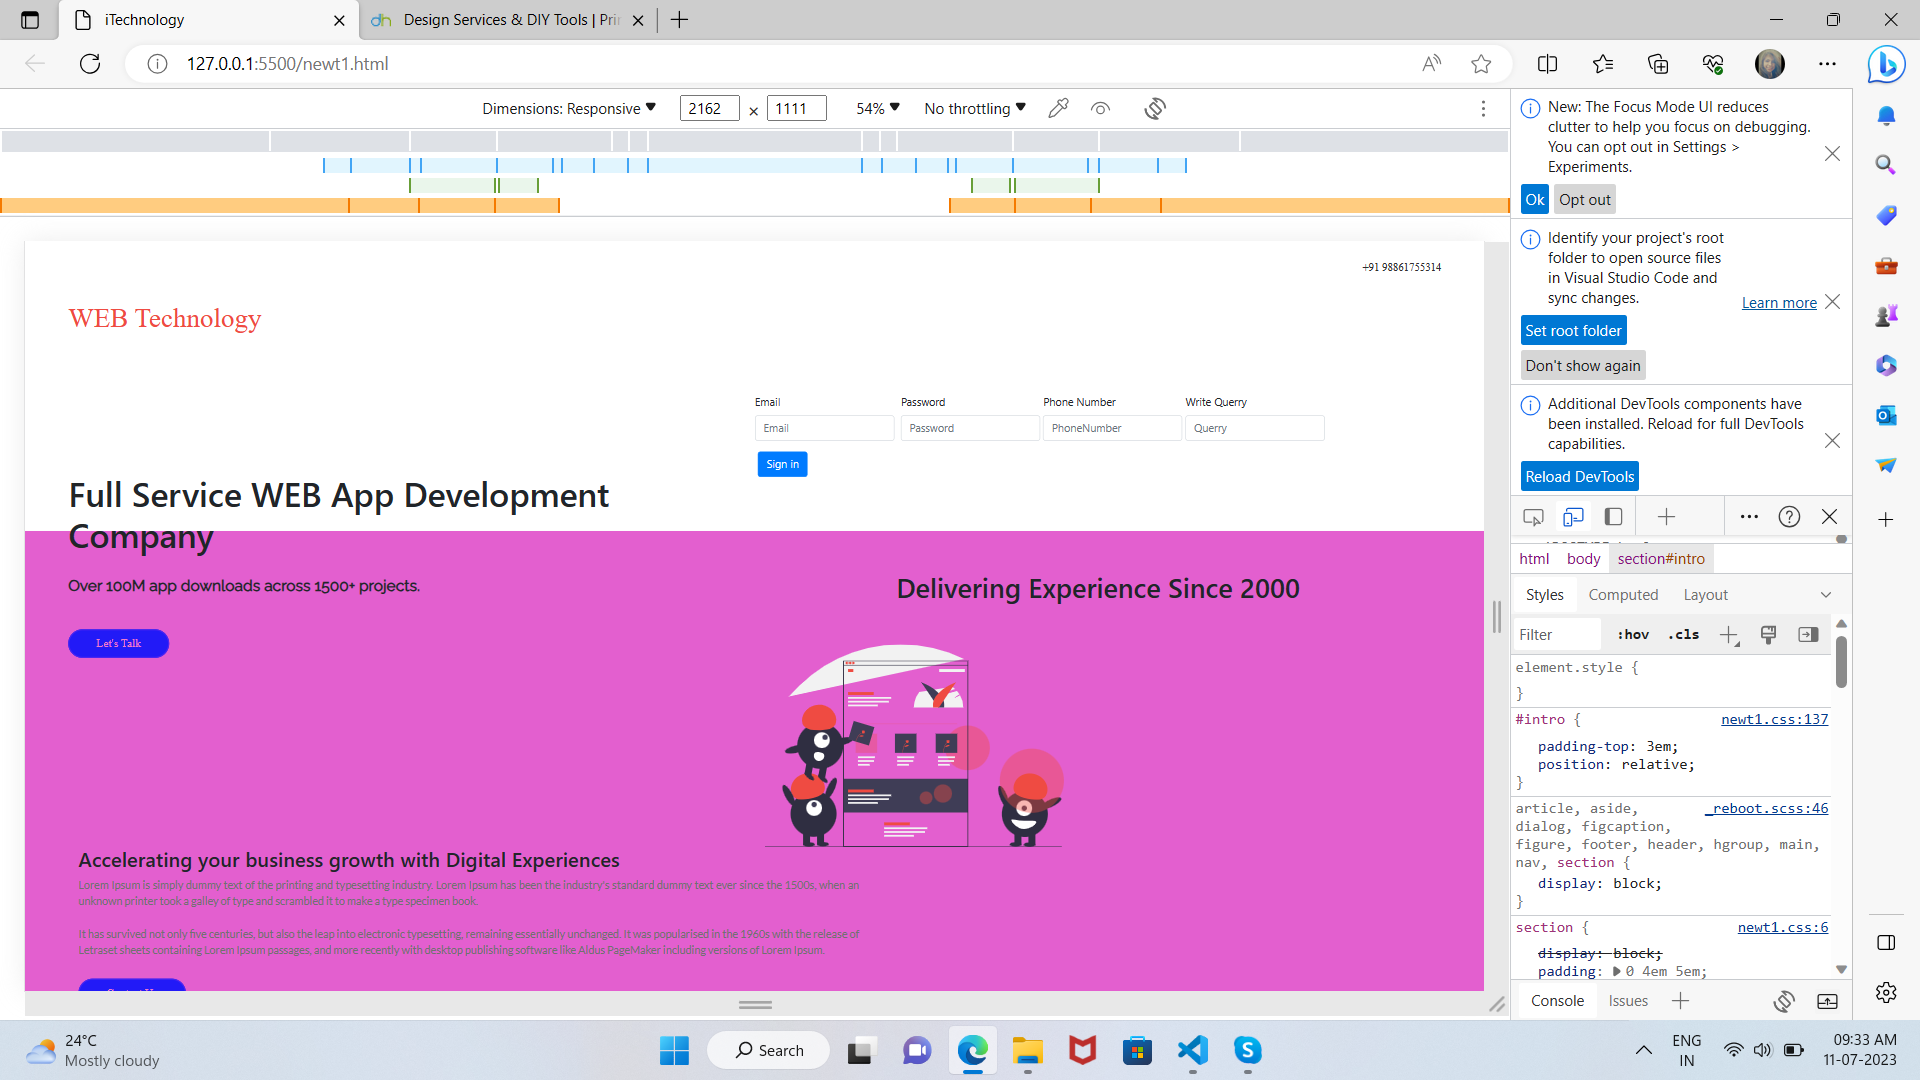 iTechnology
Design Services & DIY Tools | Pri
127.0.0.1:5500/newt1.html
Dimensions: Responsive 2162 × 1111 54% No throttling
+91 98861755314
WEB Technology
Email Password Phone Number Write Querry
Email Password PhoneNumber Querry
Sign in
Full Service WEB App Development
Company
Over 100M app downloads across 1500+ projects.
Delivering Experience Since 2000
Let's Talk
Accelerating your business growth with Digital Experiences
Lorem Ipsum is simply dummy text of the printing and typesetting industry. Lorem Ipsum has been the industry's standard dummy text ever since the 1500s, when an
unknown printer took a galley of type and scrambled it to make a type specimen book.
It has survived not only five centuries, but also the leap into electronic typesetting, remaining essentially unchanged. It was popularised in the 1960s with the release of
Letraset sheets containing Lorem Ipsum passages, and more recently with desktop publishing software like Aldus PageMaker including versions of Lorem Ipsum.
New: The Focus Mode UI reduces
clutter to help you focus on debugging.
You can opt out in Settings >
Experiments.
Ok Opt out
Identify your project's root
folder to open source files
in Visual Studio Code and
sync changes.
Learn more
Set root folder
Don't show again
Additional DevTools components have
been installed. Reload for full DevTools
capabilities.
Reload DevTools
html body section#intro
Styles Computed Layout
Filter :hov .cls
element.style {
}
#intro { newt1.css:137
padding-top: 3em;
position: relative;
}
article, aside, _reboot.scss:46
dialog, figcaption,
figure, footer, header, hgroup, main,
nav, section {
display: block;
}
section { newt1.css:6
display: block;
padding: 0 4em 5em;
Console Issues
24°C
Mostly cloudy
Search
ENG
IN
09:33 AM
11-07-2023